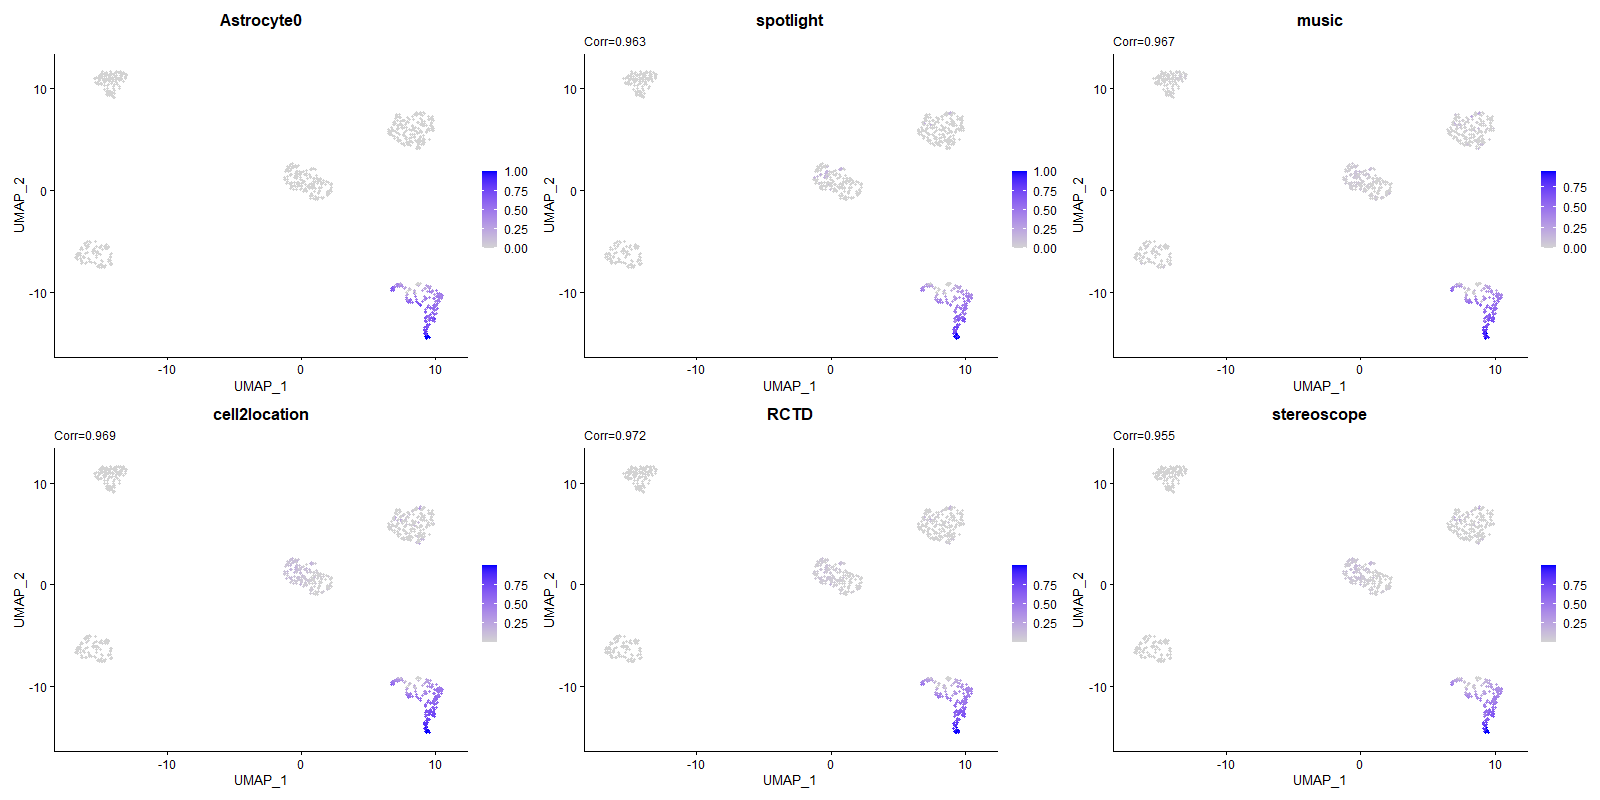 Astrocyte0
10
0
-10
-10
0
10
UMAP_1
UMAP_2
1.00
0.75
0.50
0.25
0.00
spotlight
Corr=0.963
10
0
-10
-10
0
10
UMAP_1
UMAP_2
1.00
0.75
0.50
0.25
0.00
music
Corr=0.967
10
0
-10
-10
0
10
UMAP_1
UMAP_2
0.75
0.50
0.25
0.00
cell2location
Corr=0.969
10
0
-10
-10
0
10
UMAP_1
UMAP_2
0.75
0.50
0.25
RCTD
Corr=0.972
10
0
-10
-10
0
10
UMAP_1
UMAP_2
0.75
0.50
0.25
stereoscope
Corr=0.955
10
0
-10
-10
0
10
UMAP_1
UMAP_2
0.75
0.50
0.25